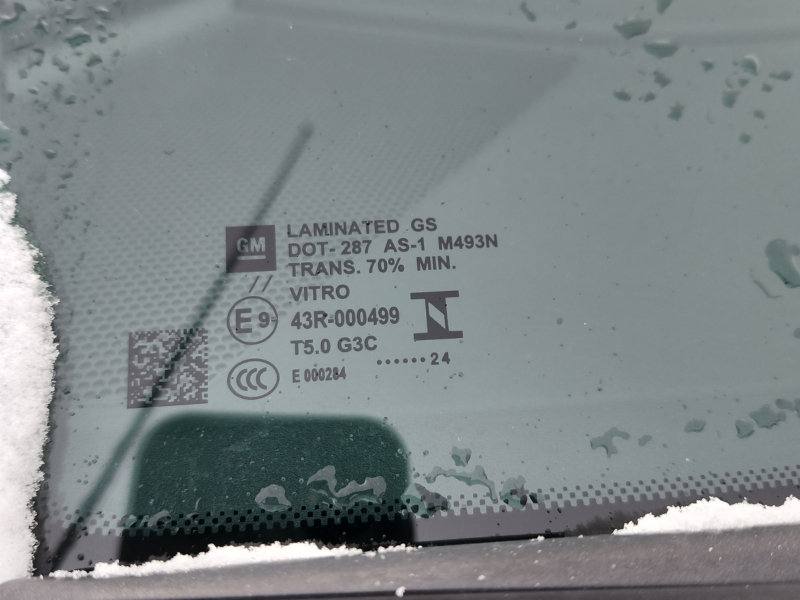 GM
LAMINATED GS
DOT-287 AS-1 M493N
TRANS. 70% MIN.
// VITRO
E9 43R-000499 N
T5.0 G3C
······24
CCC E 000284